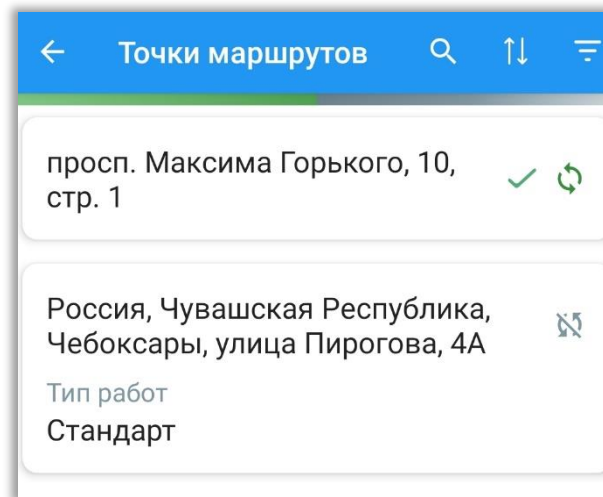 Точки маршрутов
просп. Максима Горького, 10,
стр. 1
Россия, Чувашская Республика,
Чебоксары, улица Пирогова, 4А
Тип работ
Стандарт